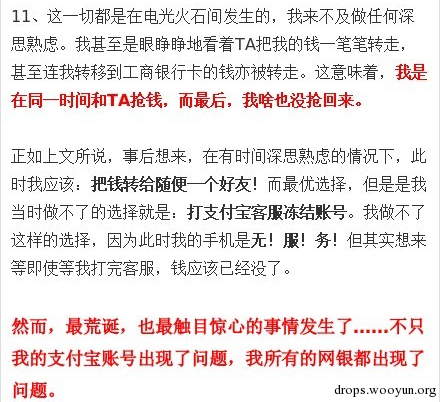 11、这一切都是在电光火石间发生的，我来不及做任何深
思熟虑。我甚至是眼睁睁地看着TA把我的钱一笔笔转走，
甚至连我转移到工商银行卡的钱亦被转走。这意味着，我是
在同一时间和TA抢钱，而最后，我啥也没抢回来。
正如上文所说，事后想来，在有时间深思熟虑的情况下，此
时我应该：把钱转给随便一个好友！而最优选择，但是是我
当时做不了的选择就是：打支付宝客服冻结账号。我做不了
这样的选择，因为此时我的手机是无！服！务！但其实想来
等即使等我打完客服，钱应该已经没了。
然而，最荒诞，也最触目惊心的事情发生了......不只
我的支付宝账号出现了问题，我所有的网银都出现了
问题。
drops.wooyun.org